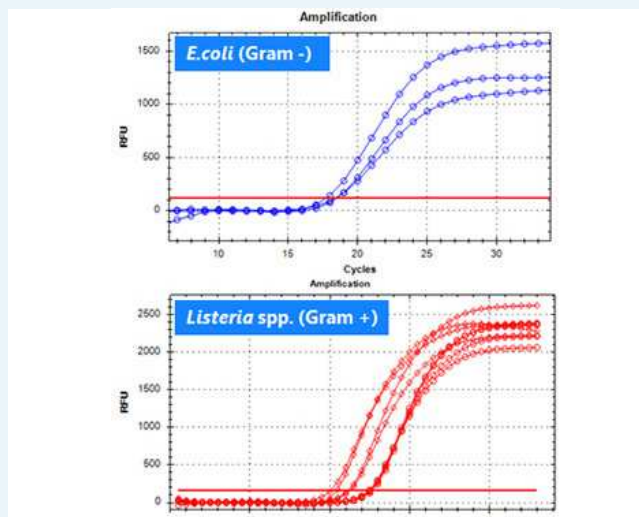 Amplification
E.coli (Gram -)
1500
1000
500
0
RFU
10
15
20
25
30
Cycles
Amplification
Listeria spp. (Gram +)
2500
2000
1500
1000
500
0
RFU